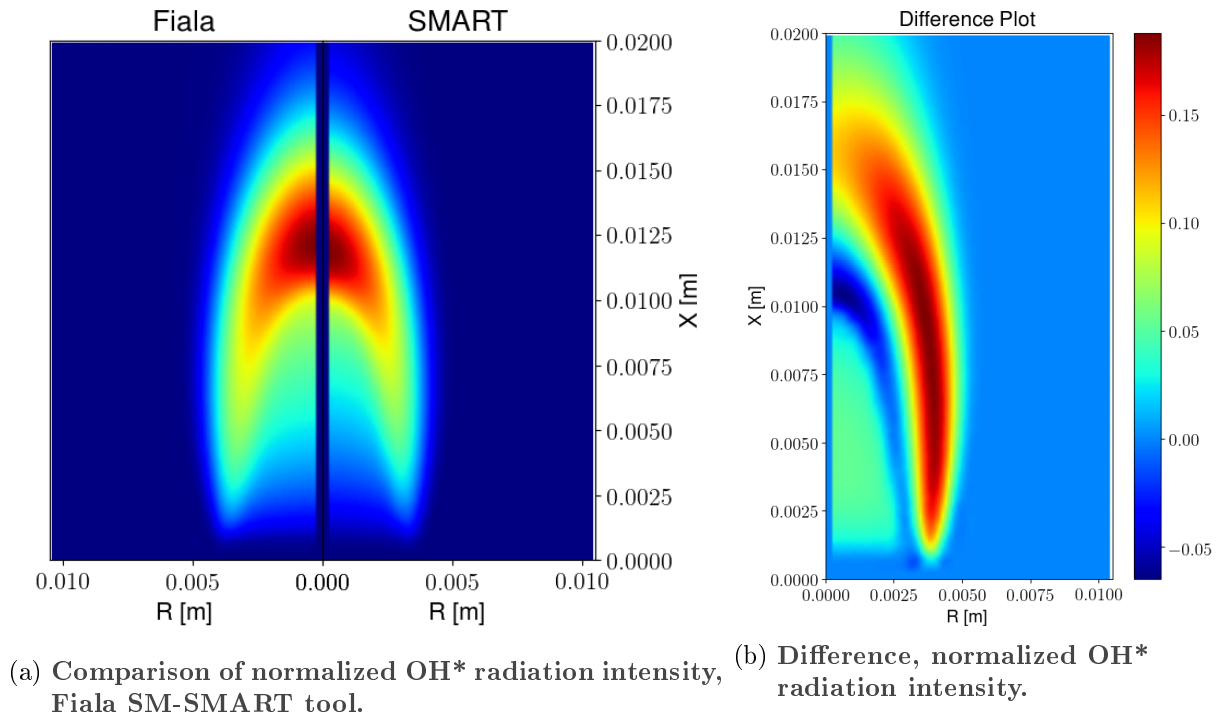 Fiala SMART
0.0200
0.0175
0.0150
0.0125
0.0100
0.0075
0.0050
0.0025
0.0000
X [m]
0.010 0.005 0.000 0.005 0.010
R [m] R [m]
(a) Comparison of normalized OH* radiation intensity,
Fiala SM-SMART tool.
Difference Plot
0.0200
0.0175
0.0150
0.0125
0.0100
0.0075
0.0050
0.0025
0.0000
X [m]
0.0000 0.0025 0.0050 0.0075 0.0100
R [m]
0.15
0.10
0.05
0.00
−0.05
(b) Difference, normalized OH*
radiation intensity.